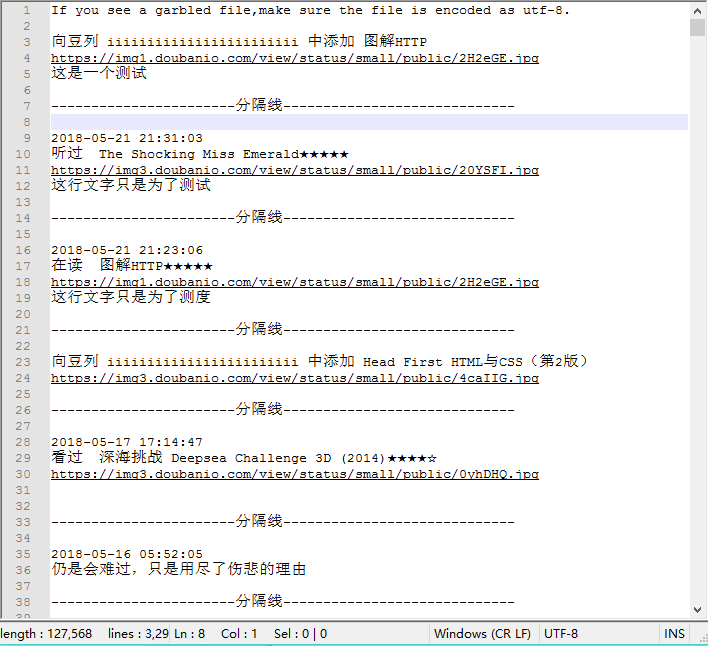 1 If you see a garbled file,make sure the file is encoded as utf-8.
2
3 向豆列 iiiiiiiiiiiiiiiiiiiiiiii 中添加 图解HTTP
4 https://img1.doubanio.com/view/status/small/public/2H2eGE.jpg
5 这是一个测试
6
7 -----------------------分隔线-----------------------------
8
9 2018-05-21 21:31:03
10 听过  The Shocking Miss Emerald★★★★★
11 https://img3.doubanio.com/view/status/small/public/20YSFI.jpg
12 这行文字只是为了测试
13
14 -----------------------分隔线-----------------------------
15
16 2018-05-21 21:23:06
17 在读  图解HTTP★★★★★
18 https://img1.doubanio.com/view/status/small/public/2H2eGE.jpg
19 这行文字只是为了测度
20
21 -----------------------分隔线-----------------------------
22
23 向豆列 iiiiiiiiiiiiiiiiiiiiiiii 中添加 Head First HTML与CSS（第2版）
24 https://img3.doubanio.com/view/status/small/public/4caIIG.jpg
25
26 -----------------------分隔线-----------------------------
27
28 2018-05-17 17:14:47
29 看过  深海挑战 Deepsea Challenge 3D (2014)★★★★☆
30 https://img3.doubanio.com/view/status/small/public/0yhDHQ.jpg
31
32
33 -----------------------分隔线-----------------------------
34
35 2018-05-16 05:52:05
36 仍是会难过，只是用尽了伤悲的理由
37
38 -----------------------分隔线-----------------------------
length : 127,568 lines : 3,29 Ln : 8 Col : 1 Sel : 0 | 0 Windows (CR LF) UTF-8 INS